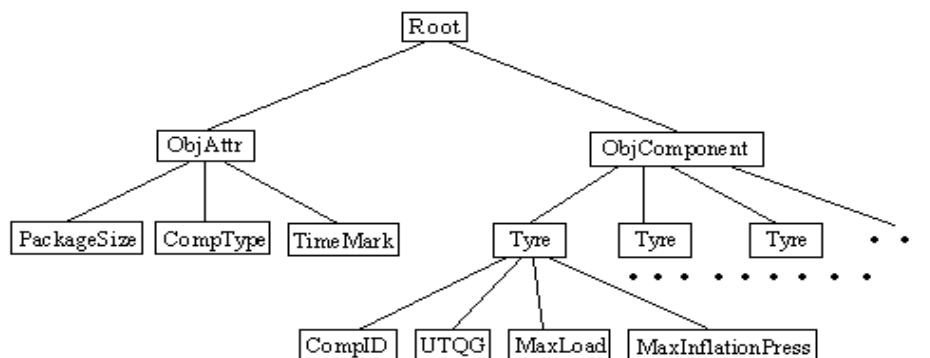 Root
ObjAttr
ObjComponent
PackageSize
CompType
TimeMark
Tyre
Tyre
Tyre
CompID
UTQG
MaxLoad
MaxInflationPress